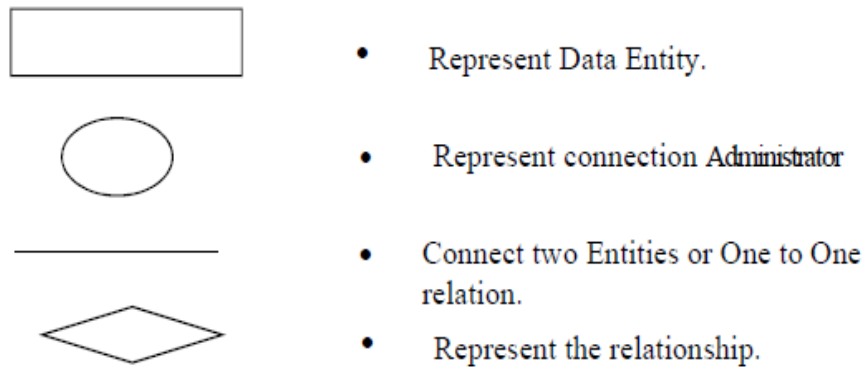 • Represent Data Entity.
• Represent connection Administrator
• Connect two Entities or One to One
relation.
• Represent the relationship.